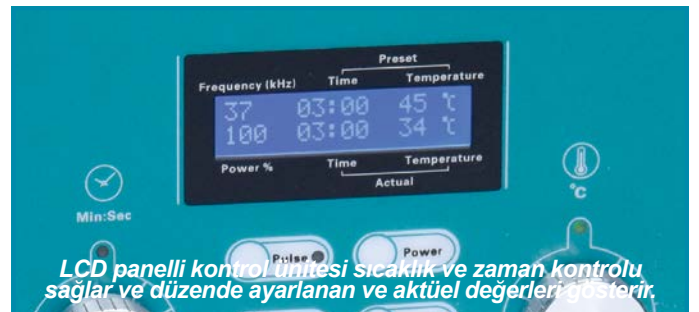 Preset
Frequency (kHz) Time Temperature
37 03:00 45 ℃
100 03:00 34 ℃
Power % Time Temperature
Actual
°C
Min:Sec
Pulse Power
LCD panelli kontrol ünitesi sıcaklık ve zaman kontrolu
sağlar ve düzende ayarlanan ve aktüel değerleri gösterir.